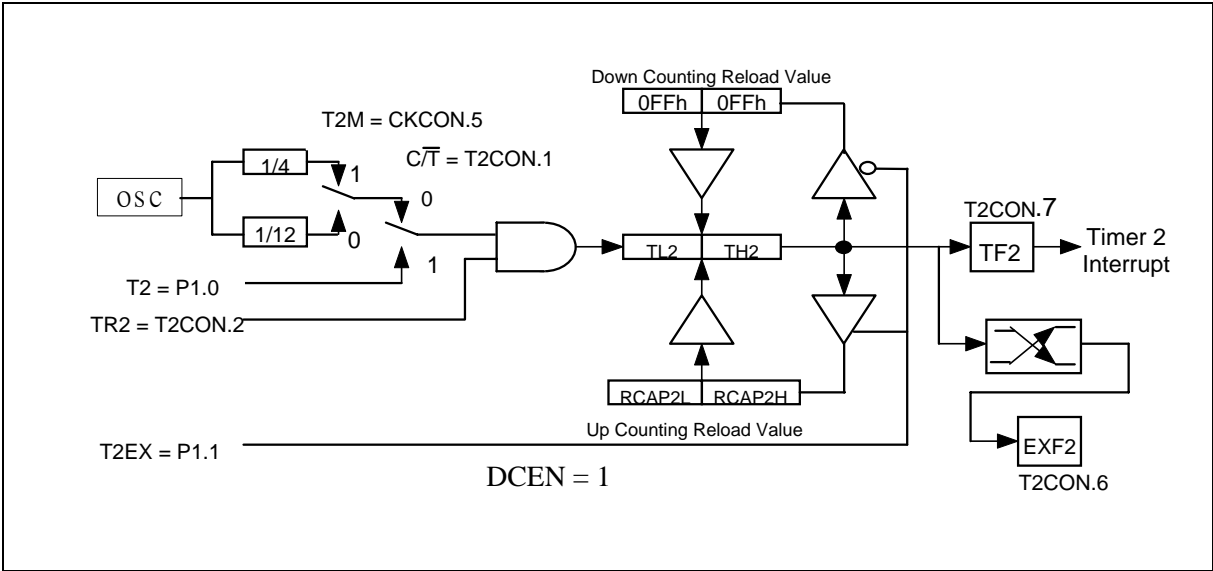 Down Counting Reload Value
0FFh 0FFh
T2M = CKCON.5
C/T̅ = T2CON.1
1/4
1
OSC
0
1/12
0
1
T2 = P1.0
TR2 = T2CON.2
TL2 TH2
T2CON.7
TF2
Timer 2
Interrupt
RCAP2L RCAP2H
Up Counting Reload Value
T2EX = P1.1
DCEN = 1
EXF2
T2CON.6